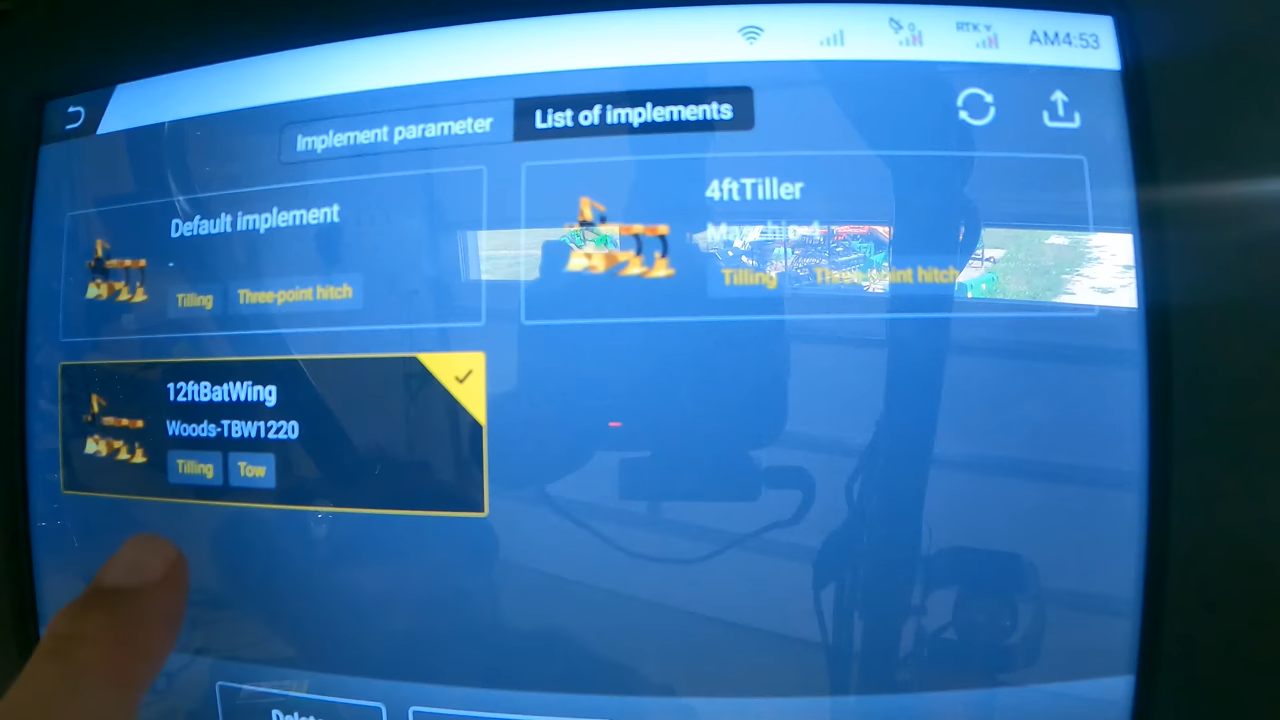 0
RTK
AM4:53
Implement parameter
List of implements
Default implement
Tilling
Three-point hitch
4ftTiller
Tilling
Three-point hitch
12ftBatWing
Woods-TBW1220
Tilling
Tow